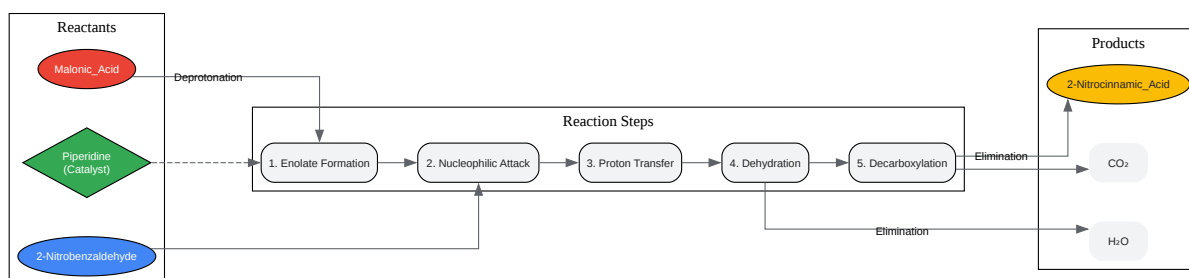 Reactants
Malonic_Acid
Deprotonation
Piperidine
(Catalyst)
2-Nitrobenzaldehyde
Reaction Steps
1. Enolate Formation
2. Nucleophilic Attack
3. Proton Transfer
4. Dehydration
5. Decarboxylation
Elimination
Elimination
Products
2-Nitrocinnamic_Acid
CO₂
H₂O